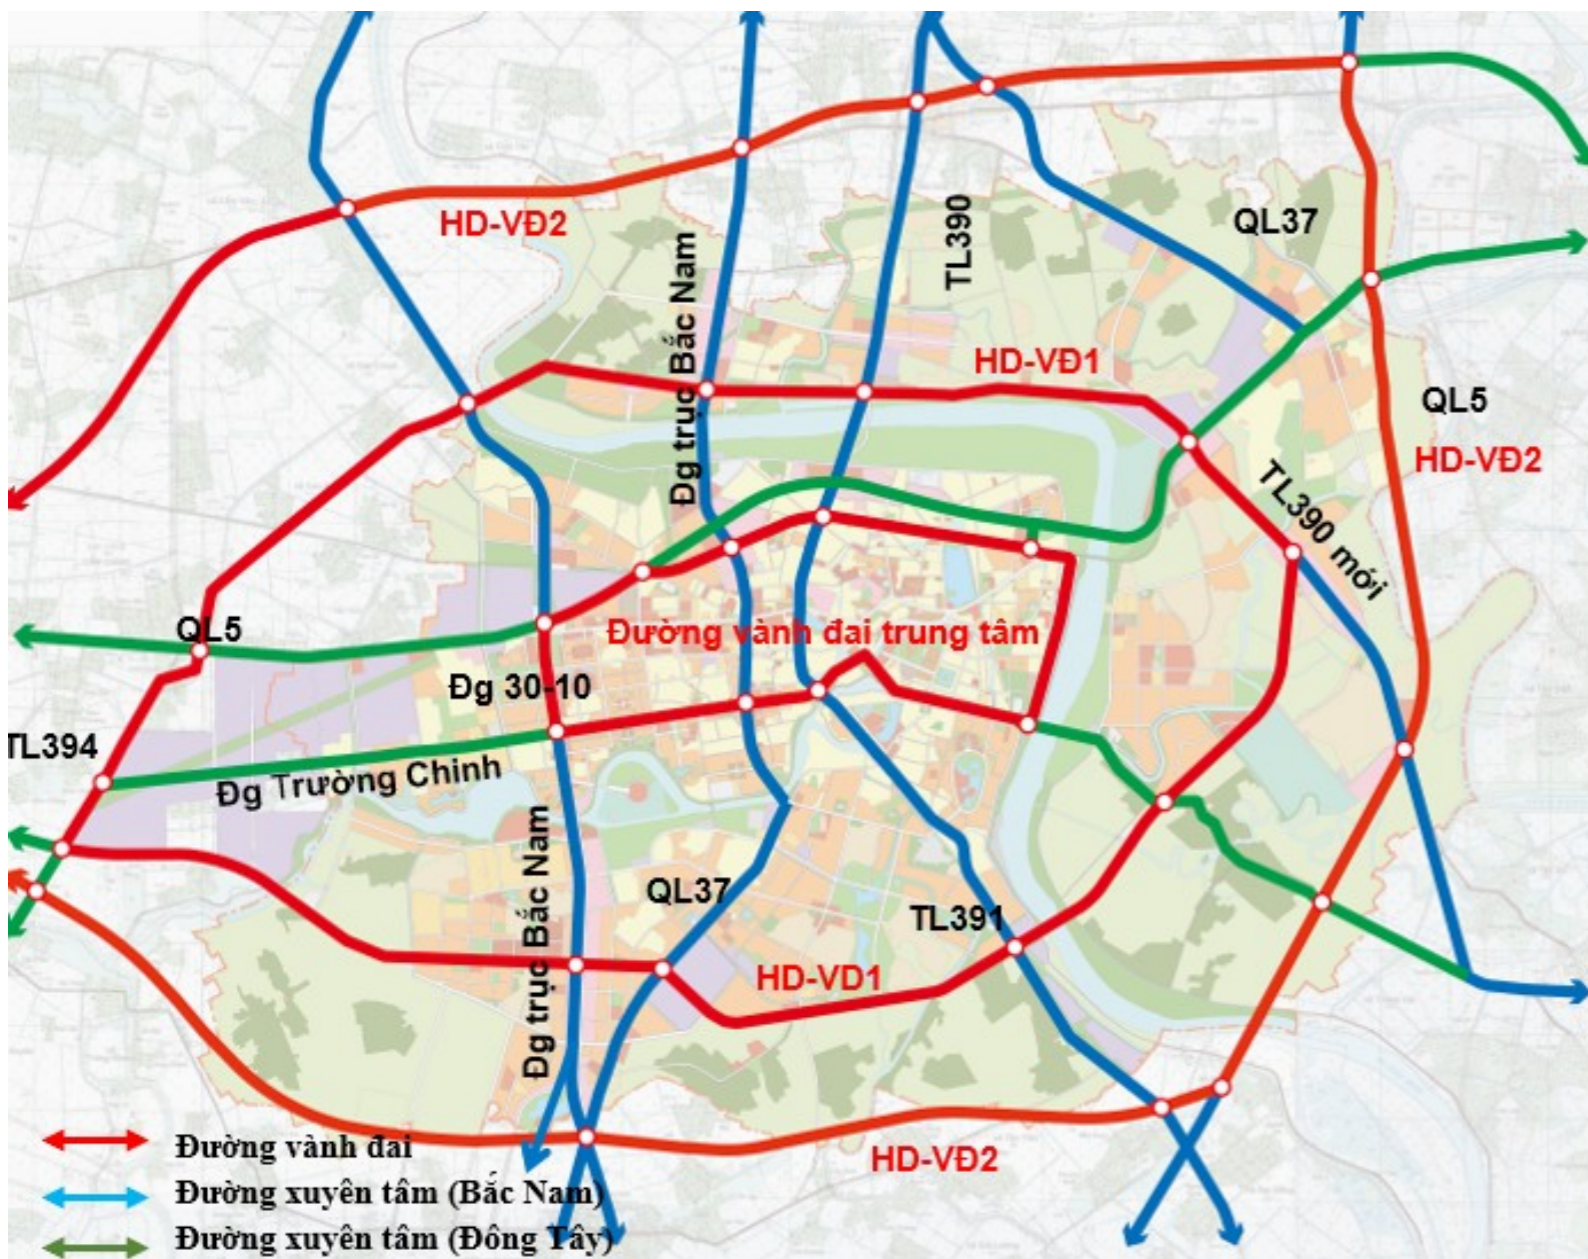 HD-VĐ2
Đg trục Bắc Nam
TL390
QL37
HD-VĐ1
QL5
HD-VĐ2
TL390 mới
QL5
Đường vành đai trung tâm
Đg 30-10
TL394
Đg Trường Chinh
Đg trục Bắc Nam
QL37
TL391
HD-VD1
HD-VĐ2
Đường vành đai
Đường xuyên tâm (Bắc Nam)
Đường xuyên tâm (Đông Tây)